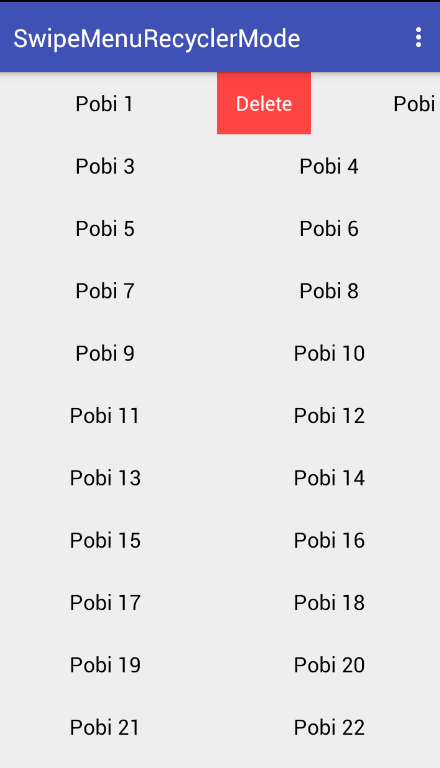 SwipeMenuRecyclerMode
Pobi 1 Delete Pobi
Pobi 3 Pobi 4
Pobi 5 Pobi 6
Pobi 7 Pobi 8
Pobi 9 Pobi 10
Pobi 11 Pobi 12
Pobi 13 Pobi 14
Pobi 15 Pobi 16
Pobi 17 Pobi 18
Pobi 19 Pobi 20
Pobi 21 Pobi 22